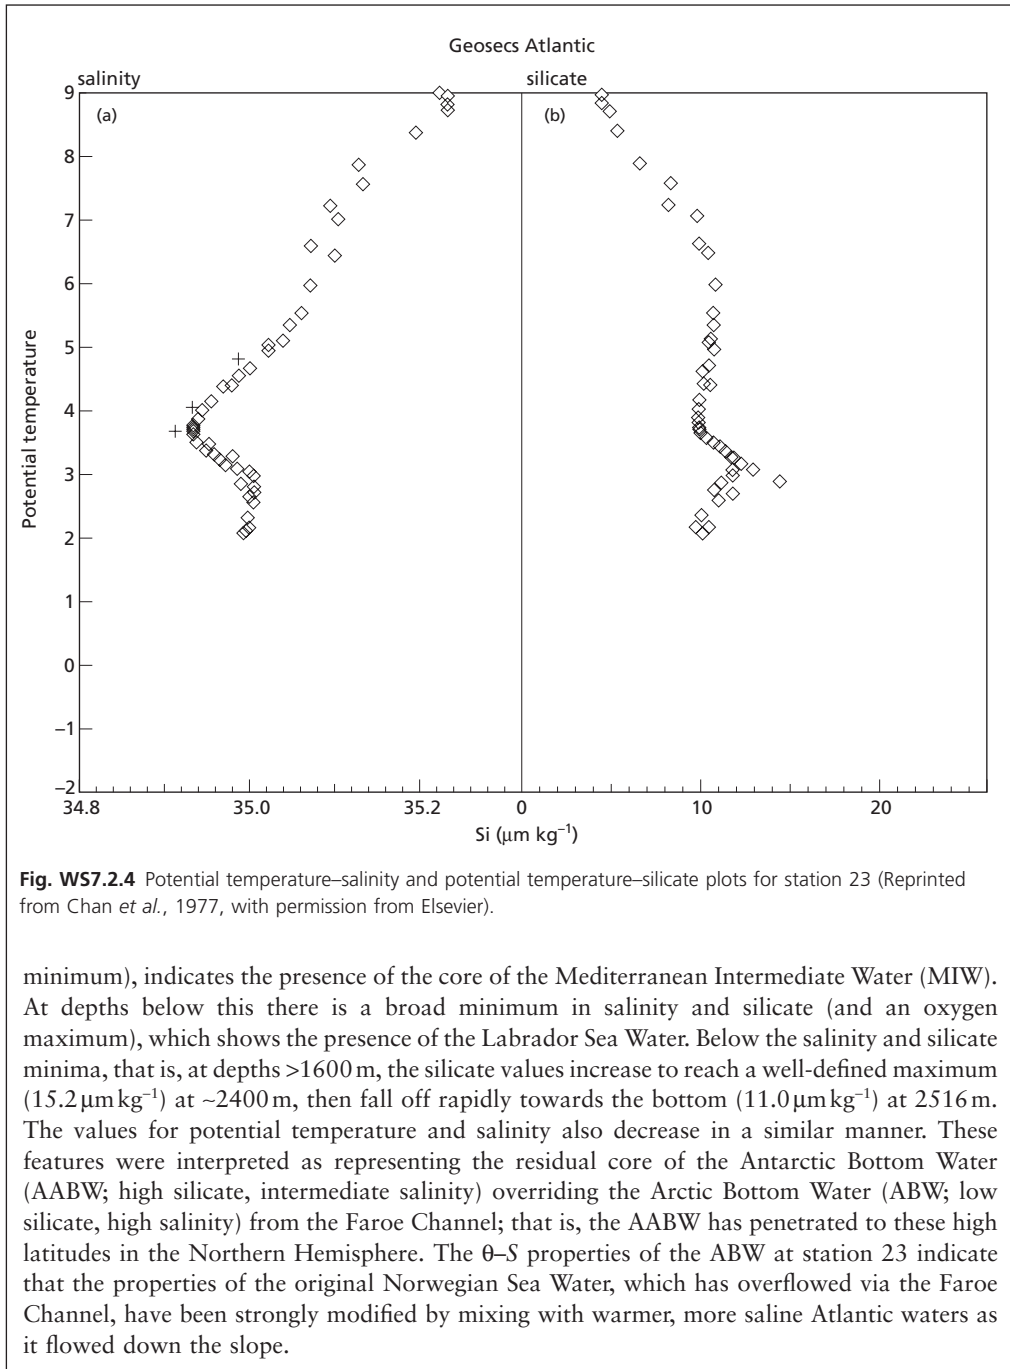 Geosecs Atlantic
salinity
silicate
(a)
(b)
9
8
7
6
5
4
3
2
1
0
–1
–2
Potential temperature
34.8
35.0
35.2
0
10
20
Si (μm kg⁻¹)
Fig. WS7.2.4 Potential temperature–salinity and potential temperature–silicate plots for station 23 (Reprinted
from Chan et al., 1977, with permission from Elsevier).
minimum), indicates the presence of the core of the Mediterranean Intermediate Water (MIW).
At depths below this there is a broad minimum in salinity and silicate (and an oxygen
maximum), which shows the presence of the Labrador Sea Water. Below the salinity and silicate
minima, that is, at depths >1600 m, the silicate values increase to reach a well-defined maximum
(15.2 μm kg⁻¹) at ~2400 m, then fall off rapidly towards the bottom (11.0 μm kg⁻¹) at 2516 m.
The values for potential temperature and salinity also decrease in a similar manner. These
features were interpreted as representing the residual core of the Antarctic Bottom Water
(AABW; high silicate, intermediate salinity) overriding the Arctic Bottom Water (ABW; low
silicate, high salinity) from the Faroe Channel; that is, the AABW has penetrated to these high
latitudes in the Northern Hemisphere. The θ–S properties of the ABW at station 23 indicate
that the properties of the original Norwegian Sea Water, which has overflowed via the Faroe
Channel, have been strongly modified by mixing with warmer, more saline Atlantic waters as
it flowed down the slope.